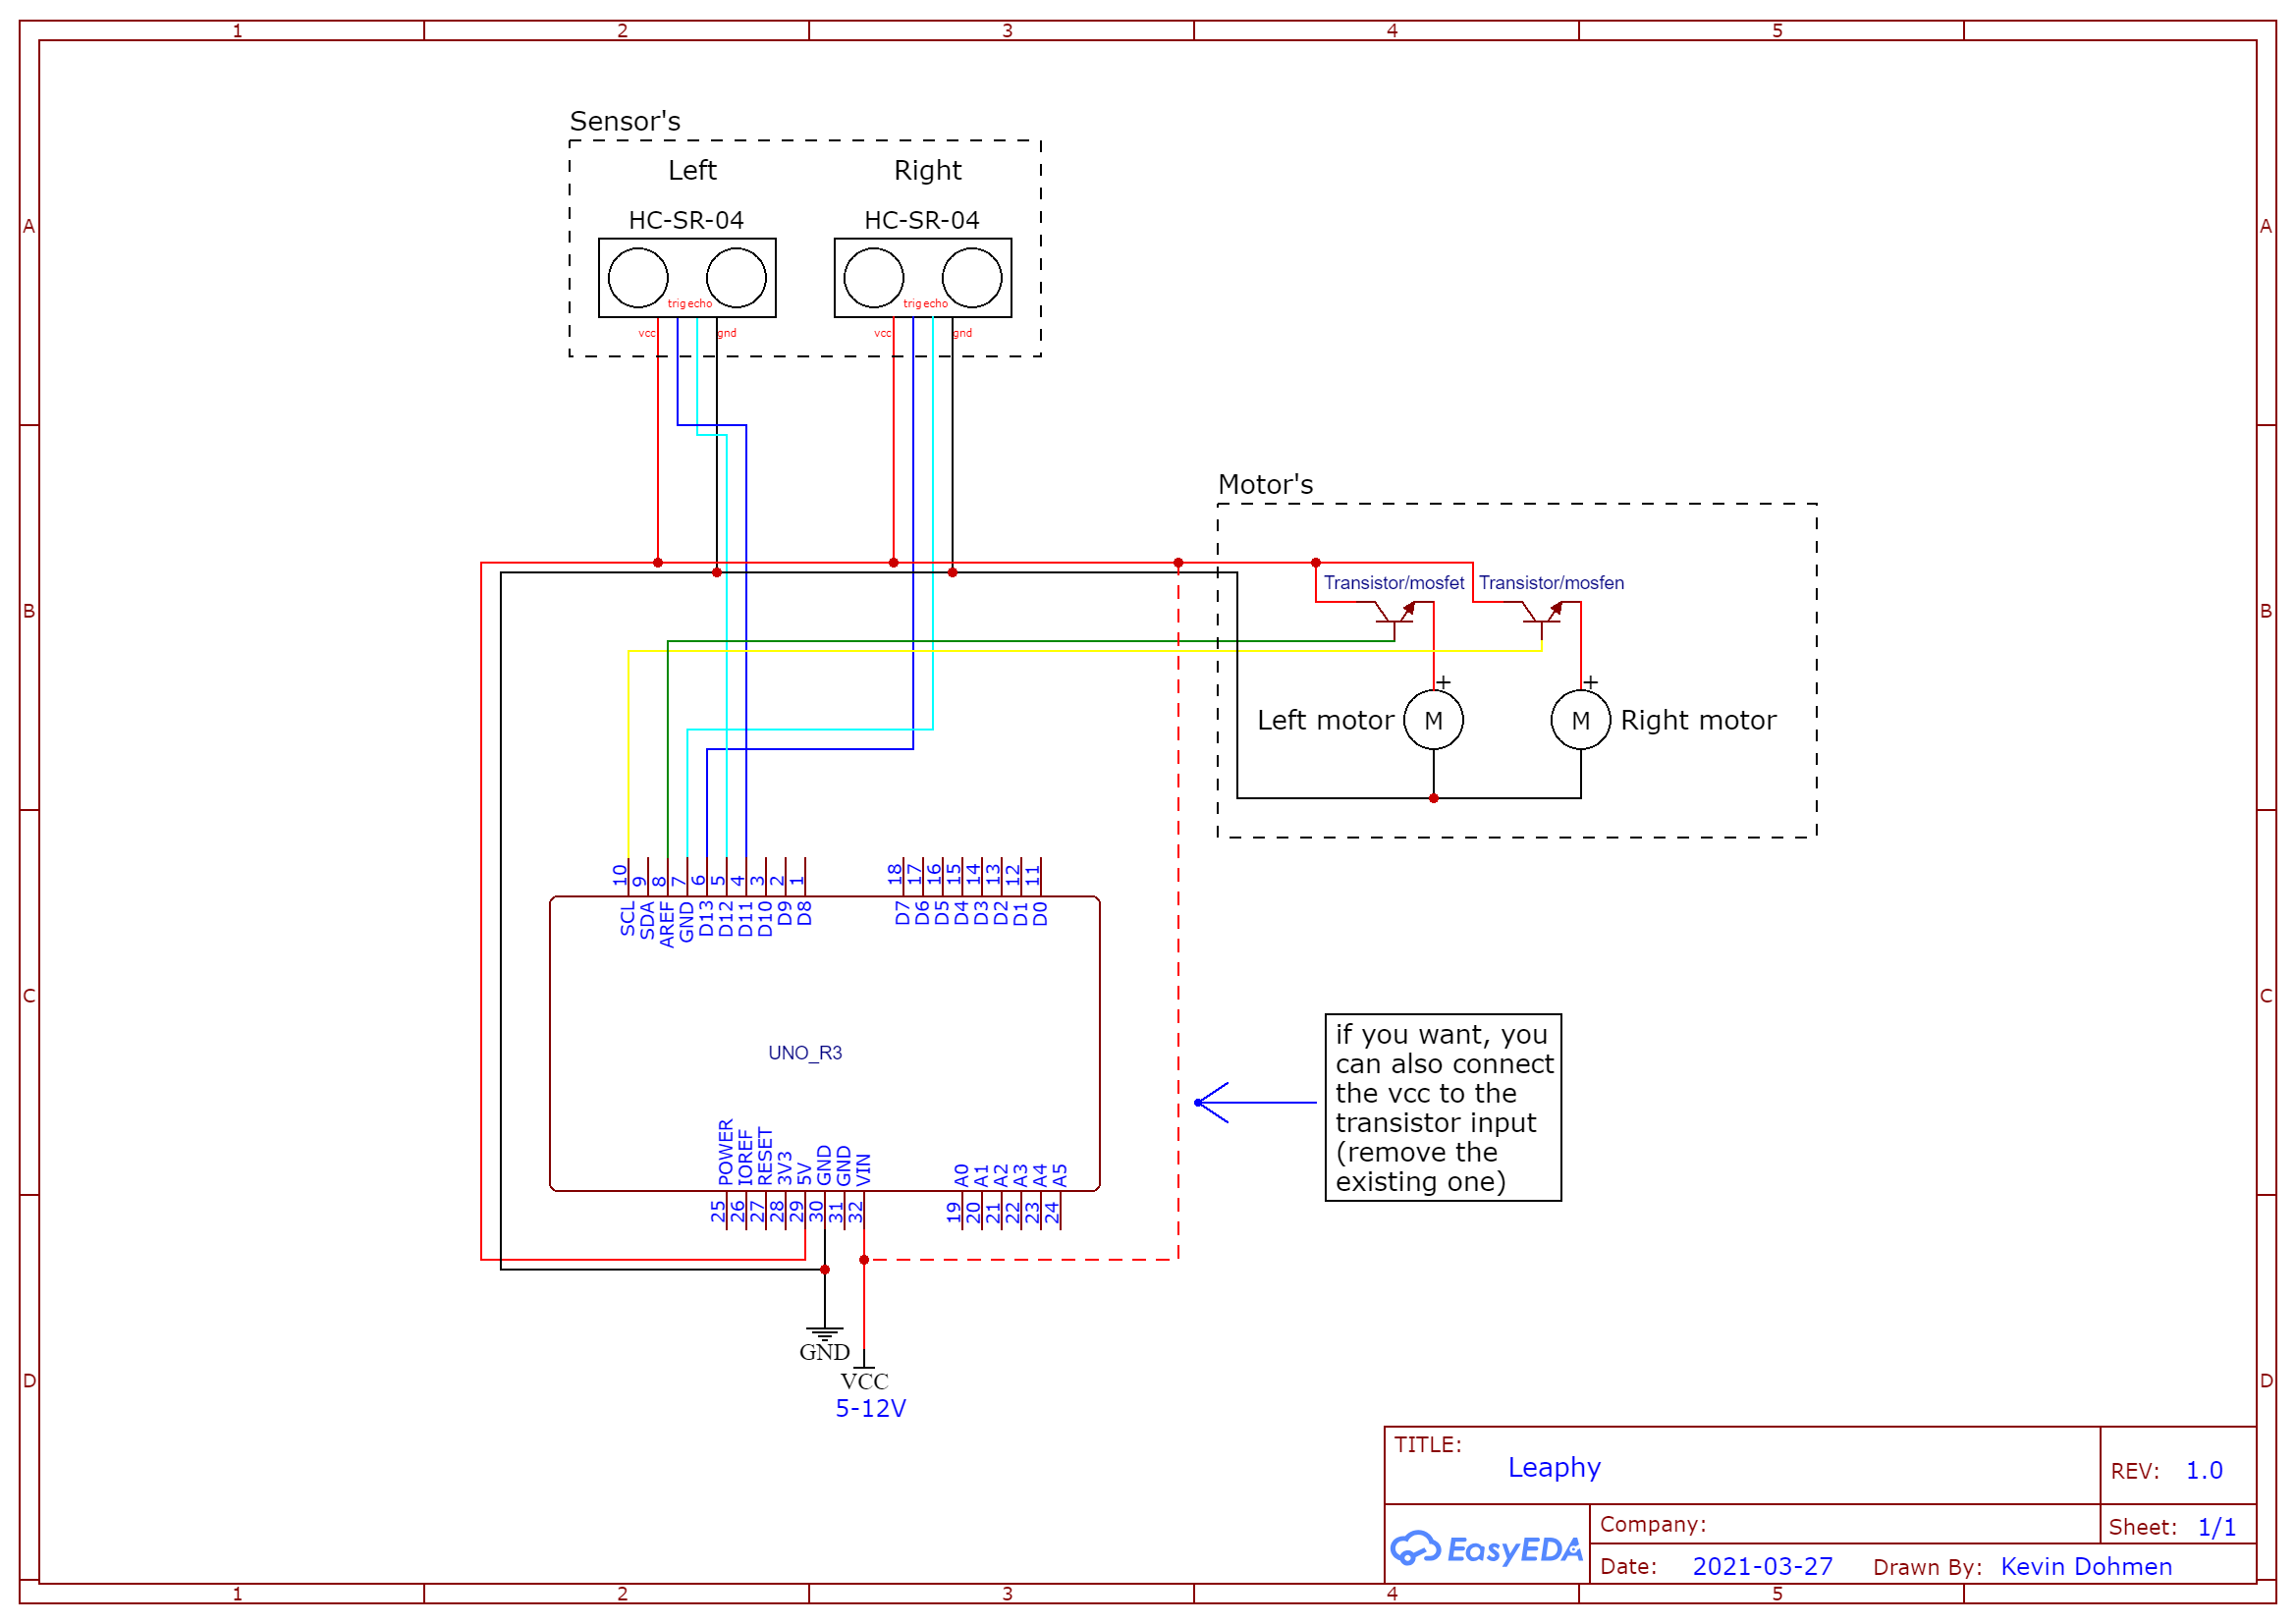 1 2 3 4 5
A A
Sensor's
Left Right
HC-SR-04 HC-SR-04
trig echo trig echo
vcc gnd vcc gnd
Motor's
Transistor/mosfet Transistor/mosfen
B B
+ +
Left motor M M Right motor
10 9 8 7 6 5 4 3 2 1 18 17 16 15 14 13 12 11
SCL SDA AREF GND D13 D12 D11 D10 D9 D8 D7 D6 D5 D4 D3 D2 D1 D0
C C
UNO_R3
if you want, you
can also connect
the vcc to the
transistor input
(remove the
existing one)
POWER IOREF RESET 3V3 5V GND GND VIN A0 A1 A2 A3 A4 A5
25 26 27 28 29 30 31 32 19 20 21 22 23 24
GND
VCC
5-12V
D D
TITLE:
Leaphy
REV: 1.0
EasyEDA
Company:
Sheet: 1/1
Date: 2021-03-27 Drawn By: Kevin Dohmen
1 2 3 4 5